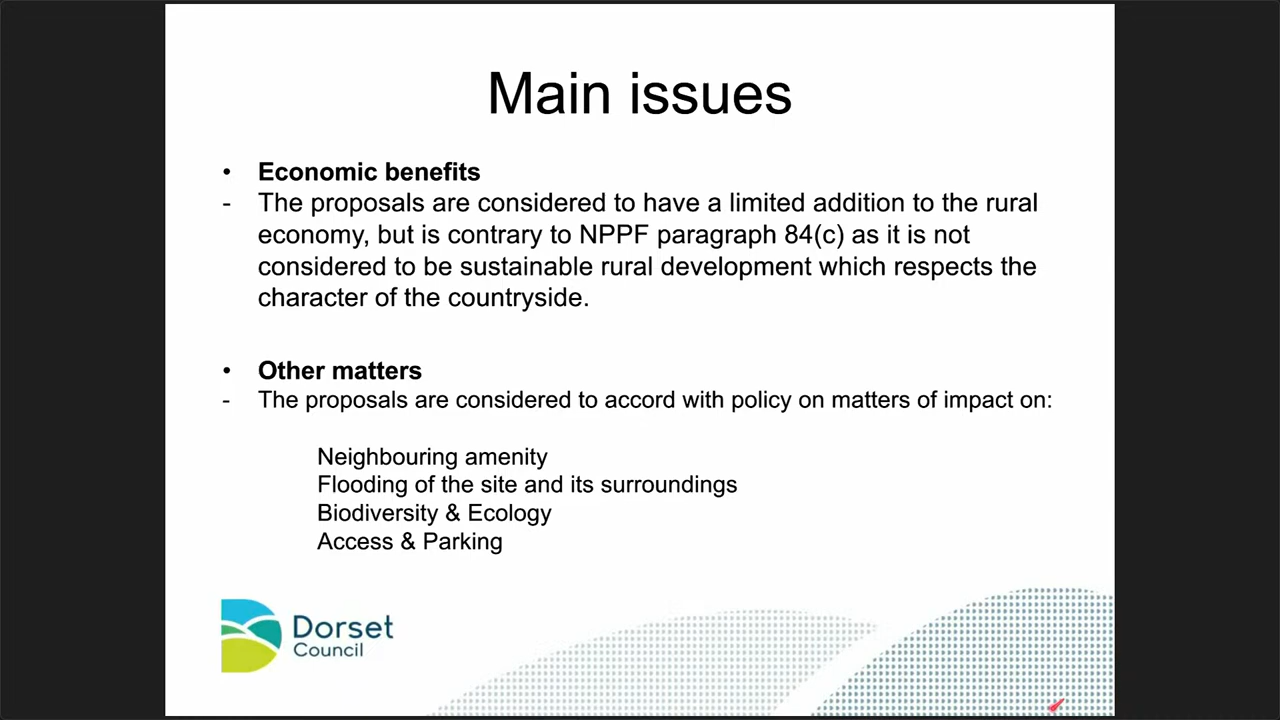 Main issues
• Economic benefits
- The proposals are considered to have a limited addition to the rural
economy, but is contrary to NPPF paragraph 84(c) as it is not
considered to be sustainable rural development which respects the
character of the countryside.
• Other matters
- The proposals are considered to accord with policy on matters of impact on:
Neighbouring amenity
Flooding of the site and its surroundings
Biodiversity & Ecology
Access & Parking
Dorset
Council